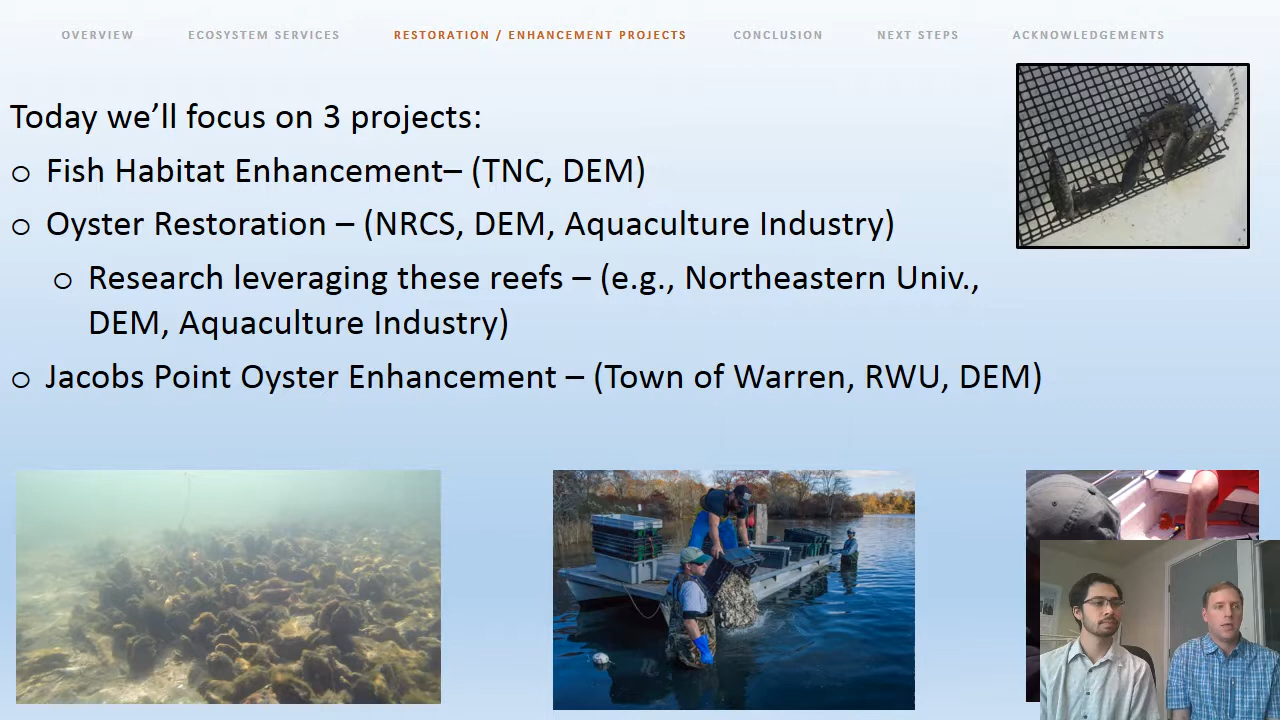 OVERVIEW ECOSYSTEM SERVICES RESTORATION / ENHANCEMENT PROJECTS CONCLUSION NEXT STEPS ACKNOWLEDGEMENTS
Today we’ll focus on 3 projects:
o Fish Habitat Enhancement– (TNC, DEM)
o Oyster Restoration – (NRCS, DEM, Aquaculture Industry)
o Research leveraging these reefs – (e.g., Northeastern Univ.,
DEM, Aquaculture Industry)
o Jacobs Point Oyster Enhancement – (Town of Warren, RWU, DEM)